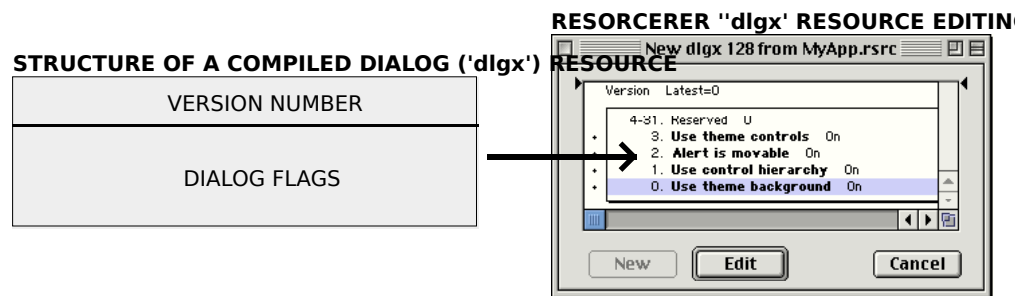 RESORCERER ''dlgx' RESOURCE EDITING
STRUCTURE OF A COMPILED DIALOG ('dlgx') RESOURCE
VERSION NUMBER
DIALOG FLAGS
New dlgx 128 from MyApp.rsrc
Version Latest=0
4-31. Reserved 0
3. Use theme controls On
2. Alert is movable On
1. Use control hierarchy On
0. Use theme background On
New
Edit
Cancel